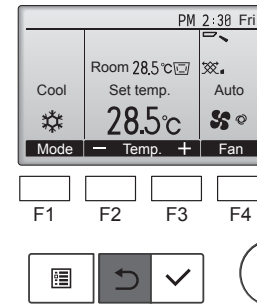 PM 2:30 Fri
Room 28.5°C
Cool Set temp. Auto
28.5°C
Mode − Temp. + Fan
F1 F2 F3 F4